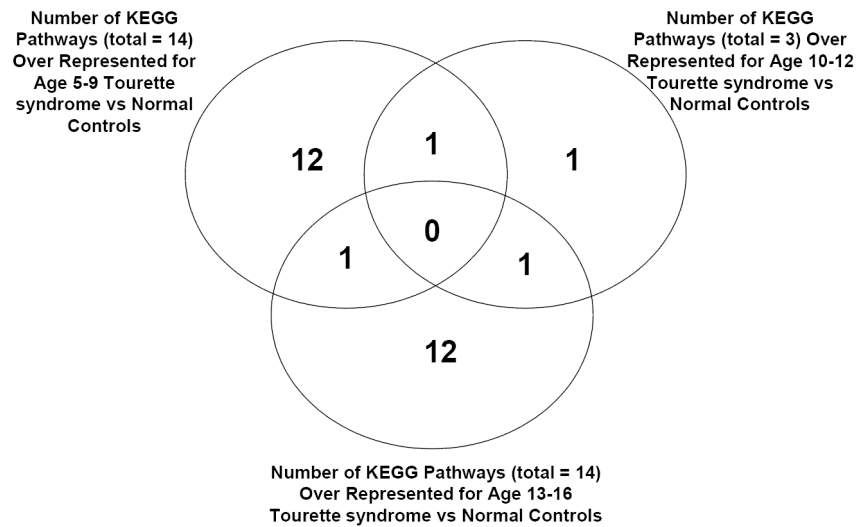 Number of KEGG
Pathways (total = 14)
Over Represented for
Age 5-9 Tourette
syndrome vs Normal
Controls
Number of KEGG
Pathways (total = 3) Over
Represented for Age 10-12
Tourette syndrome vs
Normal Controls
12
1
1
0
1
1
12
Number of KEGG Pathways (total = 14)
Over Represented for Age 13-16
Tourette syndrome vs Normal Controls